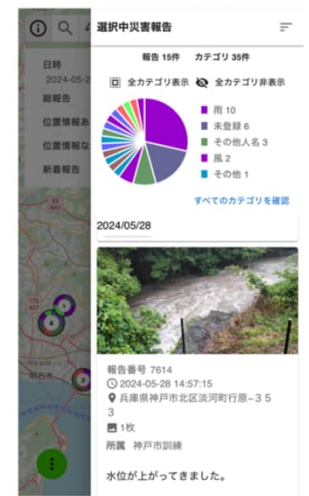 選択中災害報告
報告 15件 カテゴリ 35件
全カテゴリ表示 全カテゴリ非表示
雨 10
未登録 6
その他人名 3
風 2
その他 1
すべてのカテゴリを確認
日時
2024-05-2
総報告
位置情報あ
位置情報な
新着報告
2024/05/28
報告番号 7614
2024-05-28 14:57:15
兵庫県神戸市北区淡河町行原−３５
３
1枚
所属 神戸市訓練
水位が上がってきました。
明石市